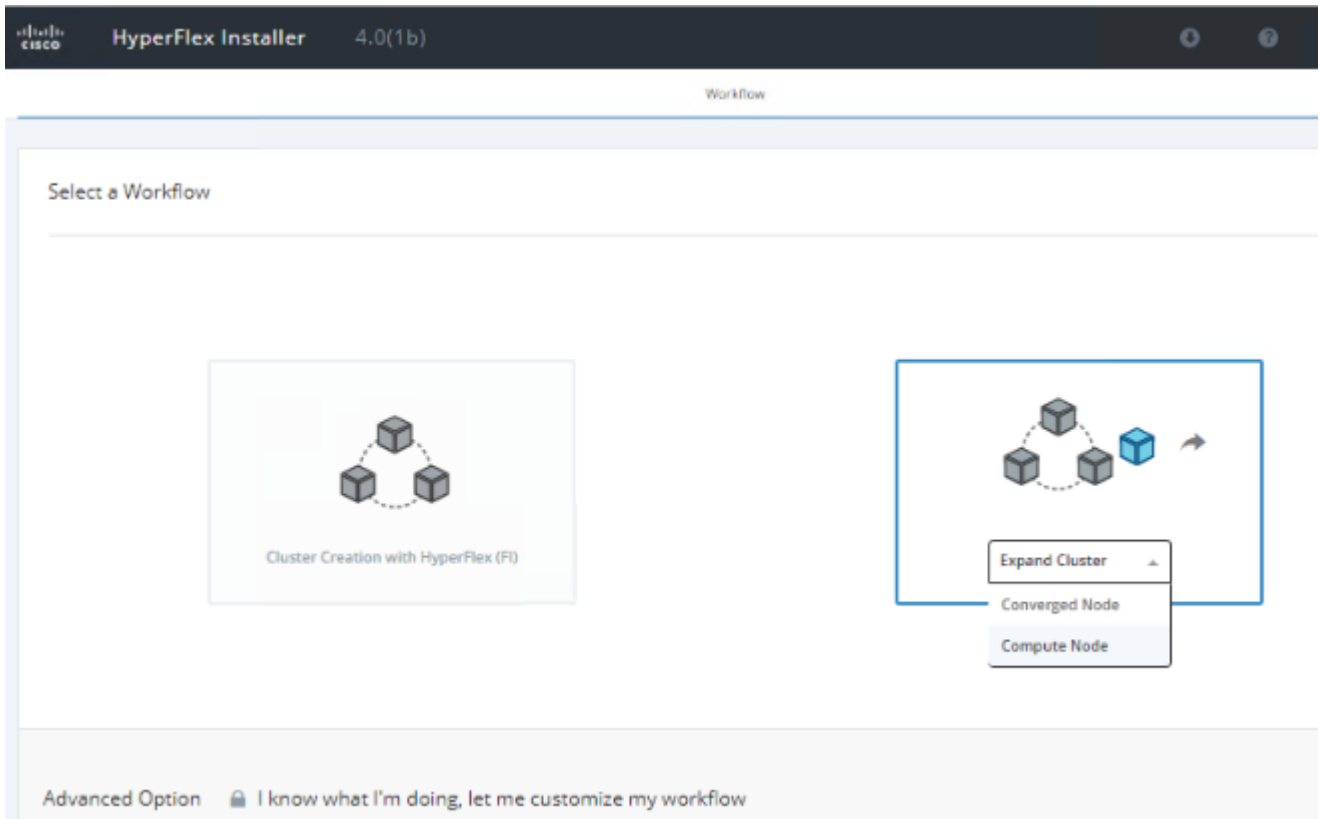 CISCO HyperFlex Installer 4.0(1b)
Workflow
Select a Workflow
Cluster Creation with HyperFlex (FI)
Expand Cluster
Converged Node
Compute Node
Advanced Option I know what I'm doing, let me customize my workflow